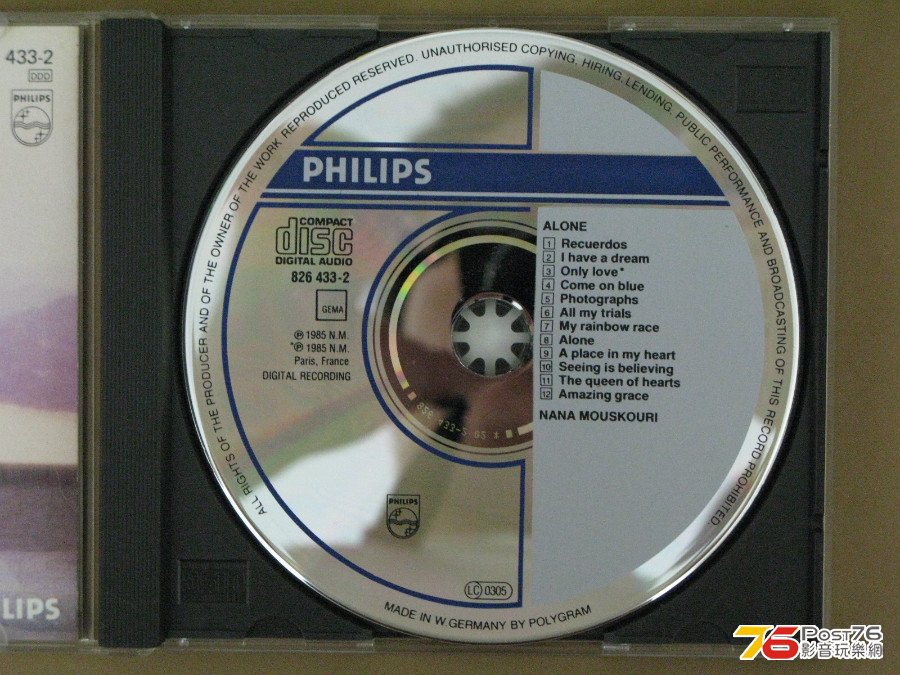 433-2
DDD
PHILIPS
LIPS
ALL RIGHTS OF THE PRODUCER AND OF THE OWNER OF THE WORK REPRODUCED RESERVED. UNAUTHORISED COPYING, HIRING, LENDING, PUBLIC PERFORMANCE AND BROADCASTING OF THIS RECORD PROHIBITED.
PHILIPS
COMPACT
disc
DIGITAL AUDIO
826 433-2
GEMA
℗ 1985 N.M.
*℗ 1985 N.M.
Paris, France
DIGITAL RECORDING
ALONE
1 Recuerdos
2 I have a dream
3 Only love*
4 Come on blue
5 Photographs
6 All my trials
7 My rainbow race
8 Alone
9 A place in my heart
10 Seeing is believing
11 The queen of hearts
12 Amazing grace
NANA MOUSKOURI
PHILIPS
LC 0305
MADE IN W.GERMANY BY POLYGRAM
76 Post76
影音玩樂網